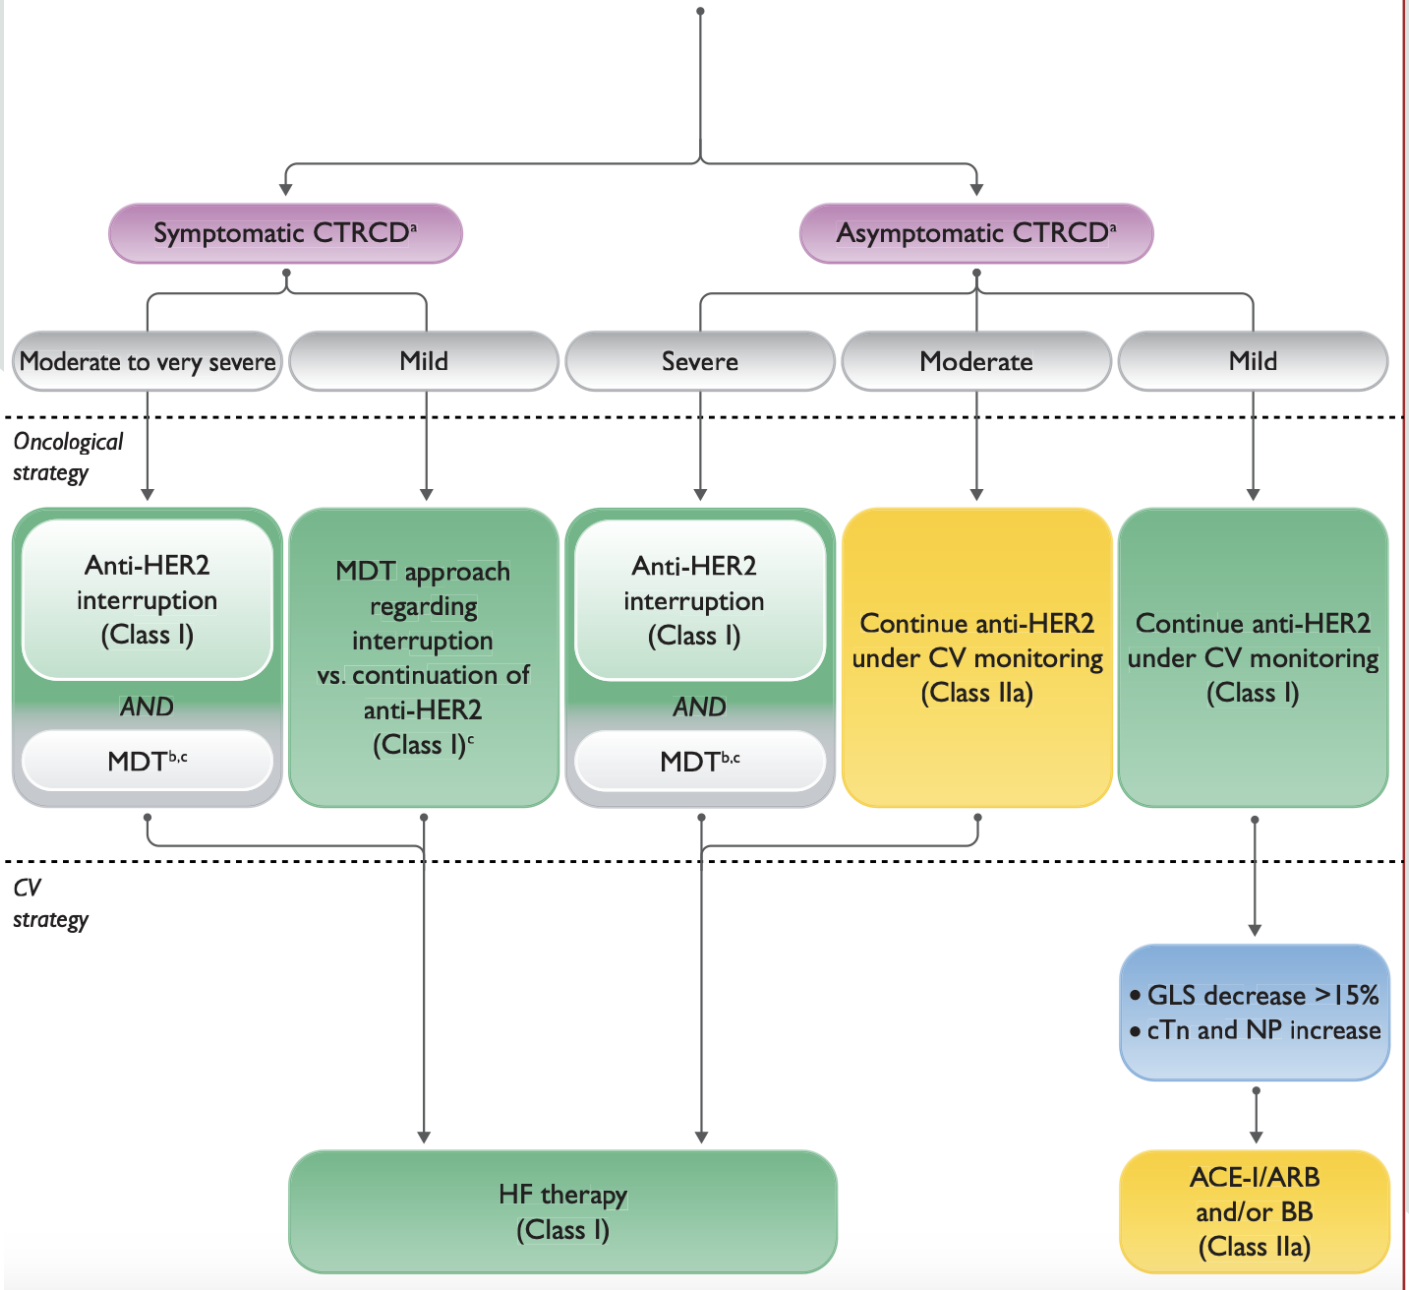 Symptomatic CTRCDᵃ
Asymptomatic CTRCDᵃ
Moderate to very severe
Mild
Severe
Moderate
Mild
Oncological
strategy
Anti-HER2
interruption
(Class I)
AND
MDTᵇ,ᶜ
MDT approach
regarding
interruption
vs. continuation of
anti-HER2
(Class I)ᶜ
Anti-HER2
interruption
(Class I)
AND
MDTᵇ,ᶜ
Continue anti-HER2
under CV monitoring
(Class IIa)
Continue anti-HER2
under CV monitoring
(Class I)
CV
strategy
• GLS decrease >15%
• cTn and NP increase
HF therapy
(Class I)
ACE-I/ARB
and/or BB
(Class IIa)